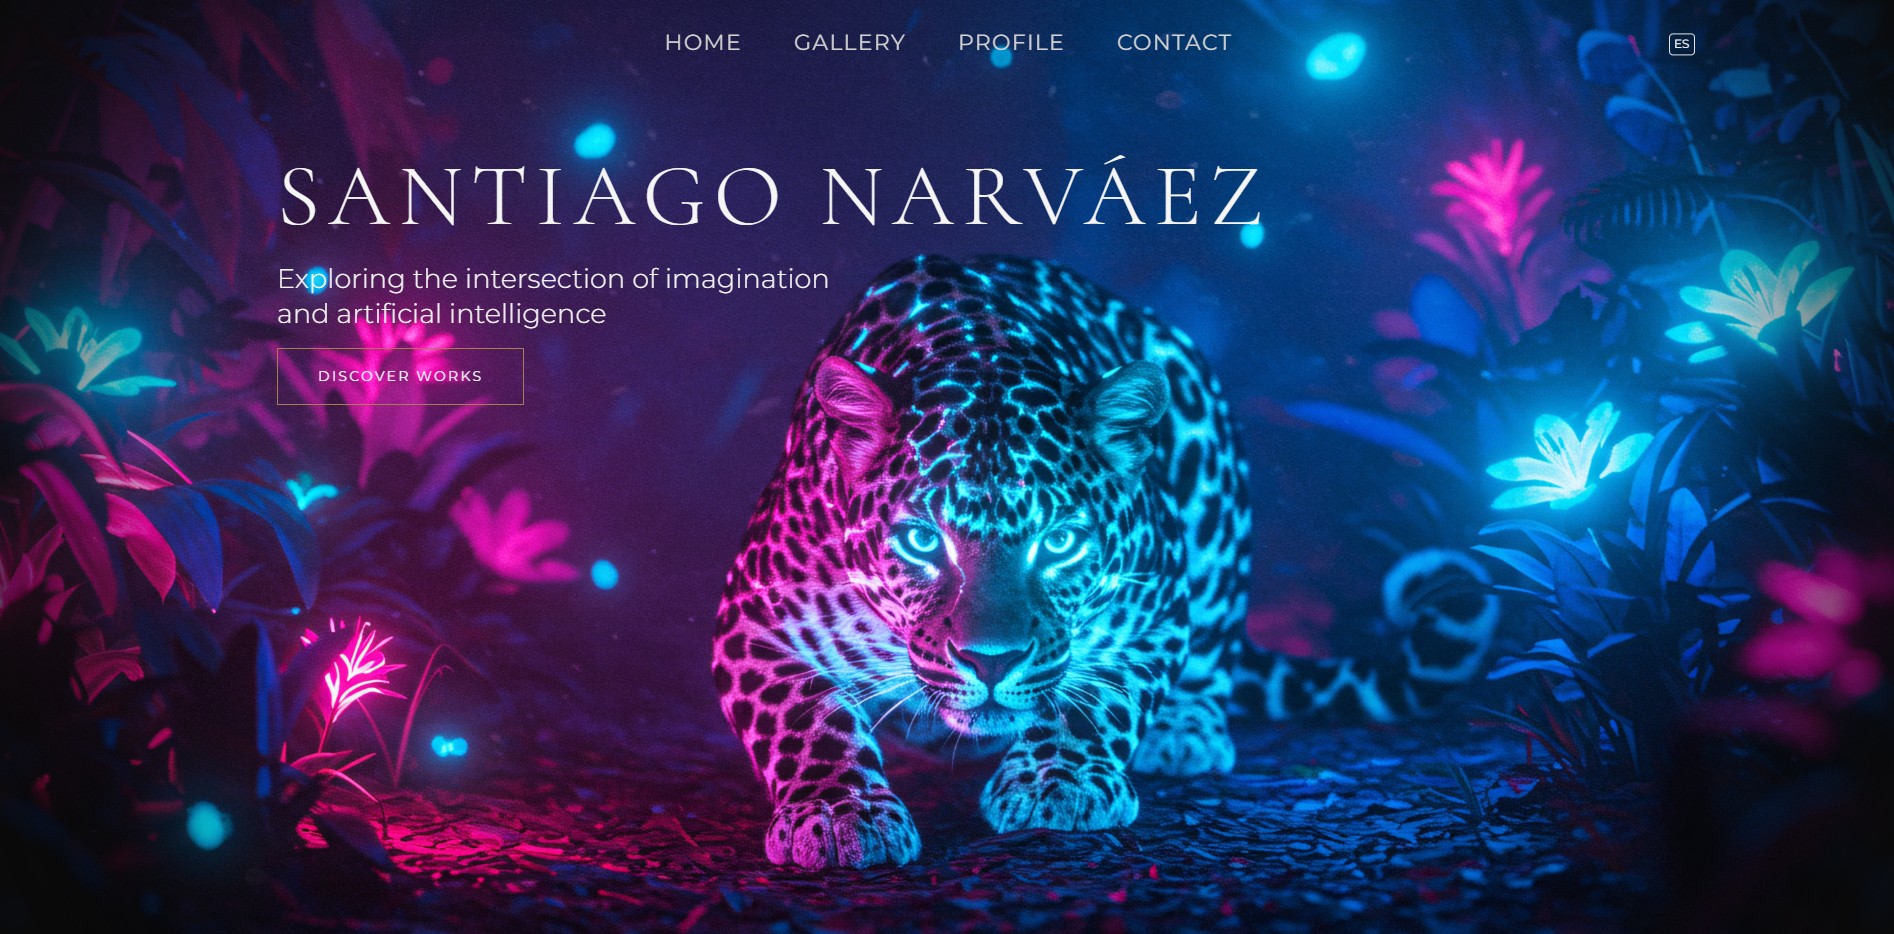 HOME GALLERY PROFILE CONTACT ES
SANTIAGO NARVÁEZ
Exploring the intersection of imagination
and artificial intelligence
DISCOVER WORKS